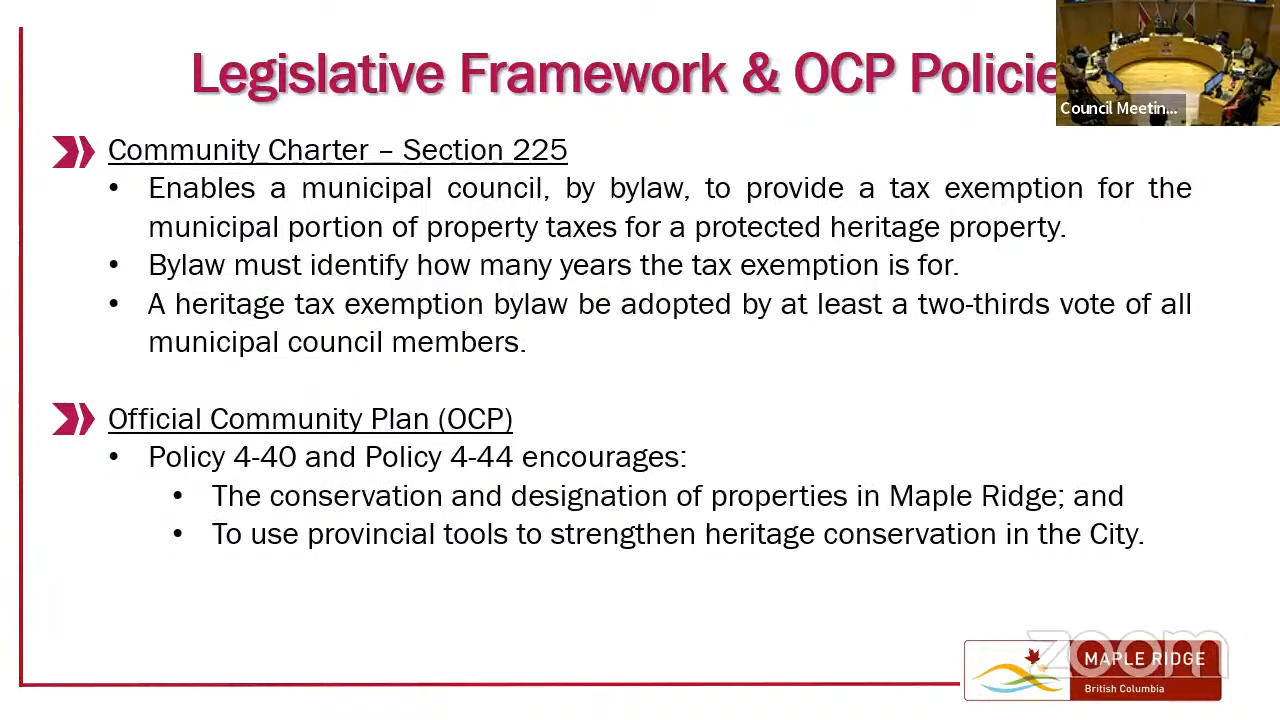 Legislative Framework & OCP Policie
Council Meetin...
Community Charter – Section 225
• Enables a municipal council, by bylaw, to provide a tax exemption for the
municipal portion of property taxes for a protected heritage property.
• Bylaw must identify how many years the tax exemption is for.
• A heritage tax exemption bylaw be adopted by at least a two-thirds vote of all
municipal council members.
Official Community Plan (OCP)
• Policy 4-40 and Policy 4-44 encourages:
• The conservation and designation of properties in Maple Ridge; and
• To use provincial tools to strengthen heritage conservation in the City.
zoom
MAPLE RIDGE
British Columbia